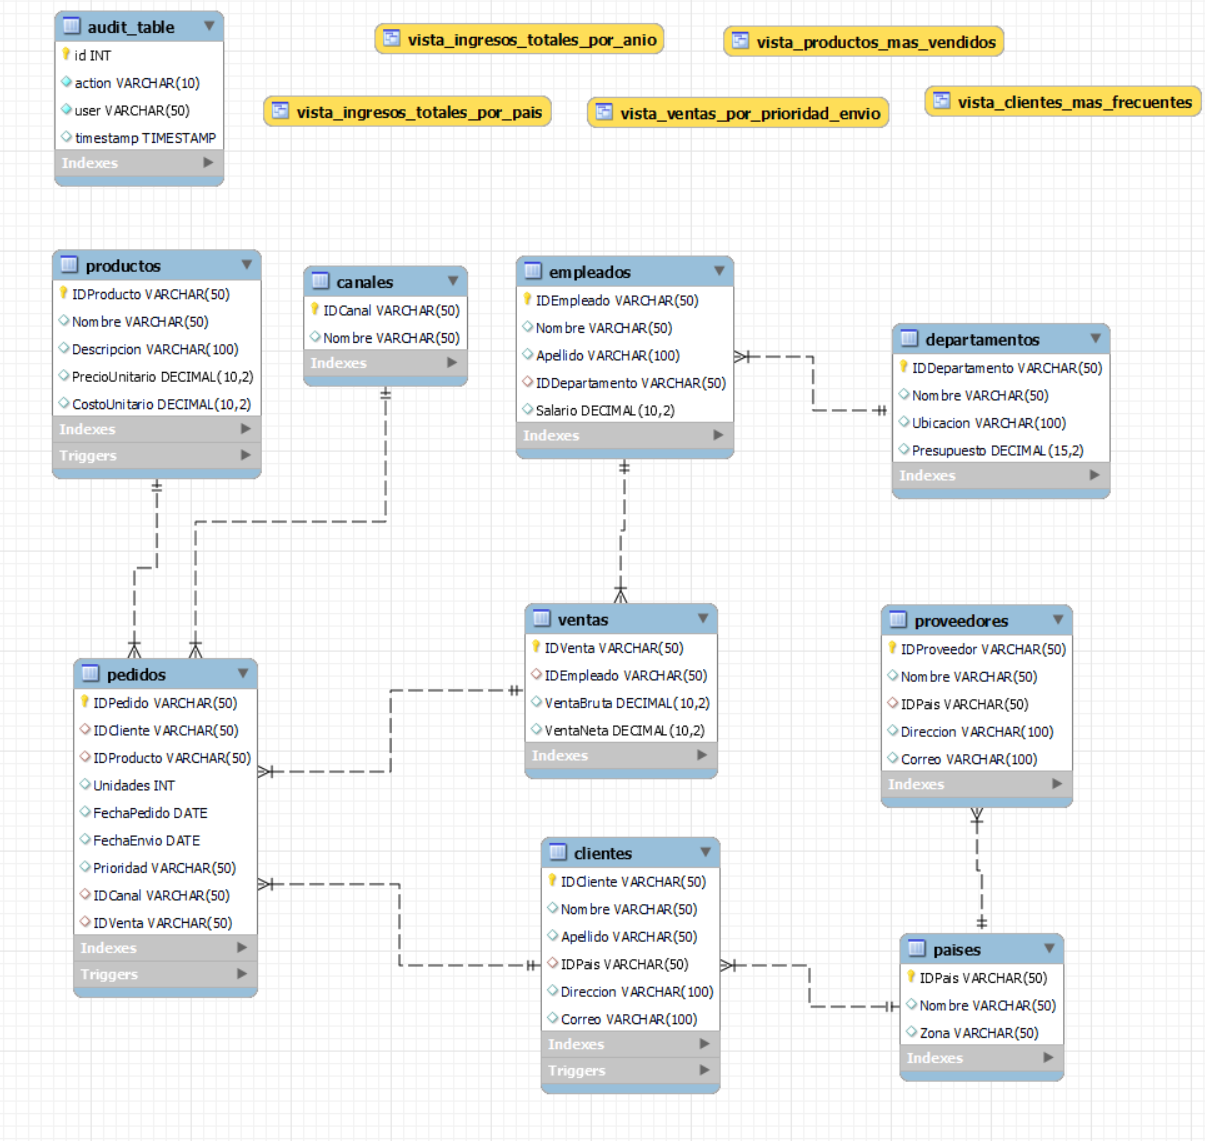 audit_table
id INT
action VARCHAR(10)
user VARCHAR(50)
timestamp TIMESTAMP
Indexes
vista_ingresos_totales_por_anio
vista_productos_mas_vendidos
vista_ingresos_totales_por_pais
vista_ventas_por_prioridad_envio
vista_clientes_mas_frecuentes
productos
IDProducto VARCHAR(50)
Nombre VARCHAR(50)
Descripcion VARCHAR(100)
PrecioUnitario DECIMAL(10,2)
CostoUnitario DECIMAL(10,2)
Indexes
Triggers
canales
IDCanal VARCHAR(50)
Nombre VARCHAR(50)
Indexes
empleados
IDEmpleado VARCHAR(50)
Nombre VARCHAR(50)
Apellido VARCHAR(100)
IDDepartamento VARCHAR(50)
Salario DECIMAL(10,2)
Indexes
departamentos
IDDepartamento VARCHAR(50)
Nombre VARCHAR(50)
Ubicacion VARCHAR(100)
Presupuesto DECIMAL(15,2)
Indexes
pedidos
IDPedido VARCHAR(50)
IDCliente VARCHAR(50)
IDProducto VARCHAR(50)
Unidades INT
FechaPedido DATE
FechaEnvio DATE
Prioridad VARCHAR(50)
IDCanal VARCHAR(50)
IDVenta VARCHAR(50)
Indexes
Triggers
ventas
IDVenta VARCHAR(50)
IDEmpleado VARCHAR(50)
VentaBruta DECIMAL(10,2)
VentaNeta DECIMAL(10,2)
Indexes
proveedores
IDProveedor VARCHAR(50)
Nombre VARCHAR(50)
IDPais VARCHAR(50)
Direccion VARCHAR(100)
Correo VARCHAR(100)
Indexes
clientes
IDCliente VARCHAR(50)
Nombre VARCHAR(50)
Apellido VARCHAR(50)
IDPais VARCHAR(50)
Direccion VARCHAR(100)
Correo VARCHAR(100)
Indexes
Triggers
paises
IDPais VARCHAR(50)
Nombre VARCHAR(50)
Zona VARCHAR(50)
Indexes